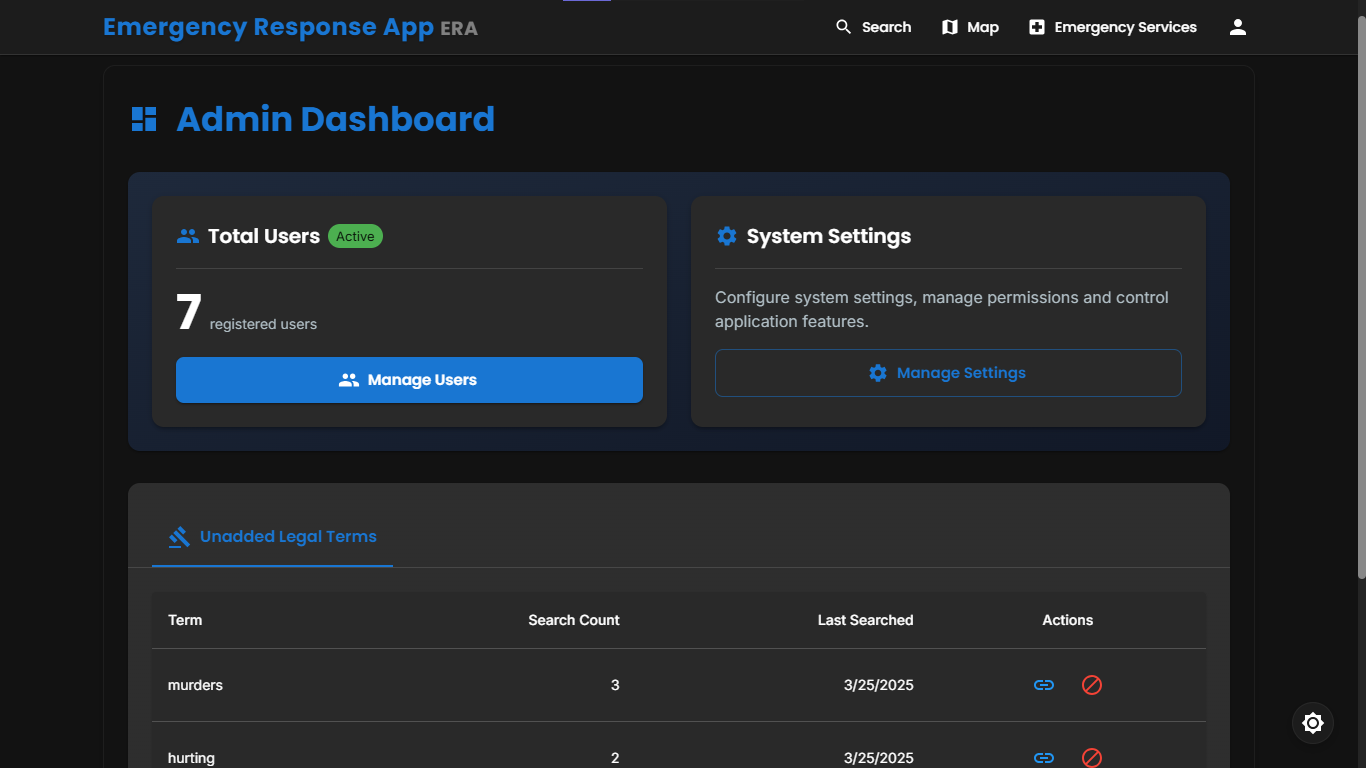 Emergency Response App ERA
Search Map Emergency Services
Admin Dashboard
Total Users Active
7 registered users
Manage Users
System Settings
Configure system settings, manage permissions and control
application features.
Manage Settings
Unadded Legal Terms
Term Search Count Last Searched Actions
murders 3 3/25/2025
hurting 2 3/25/2025